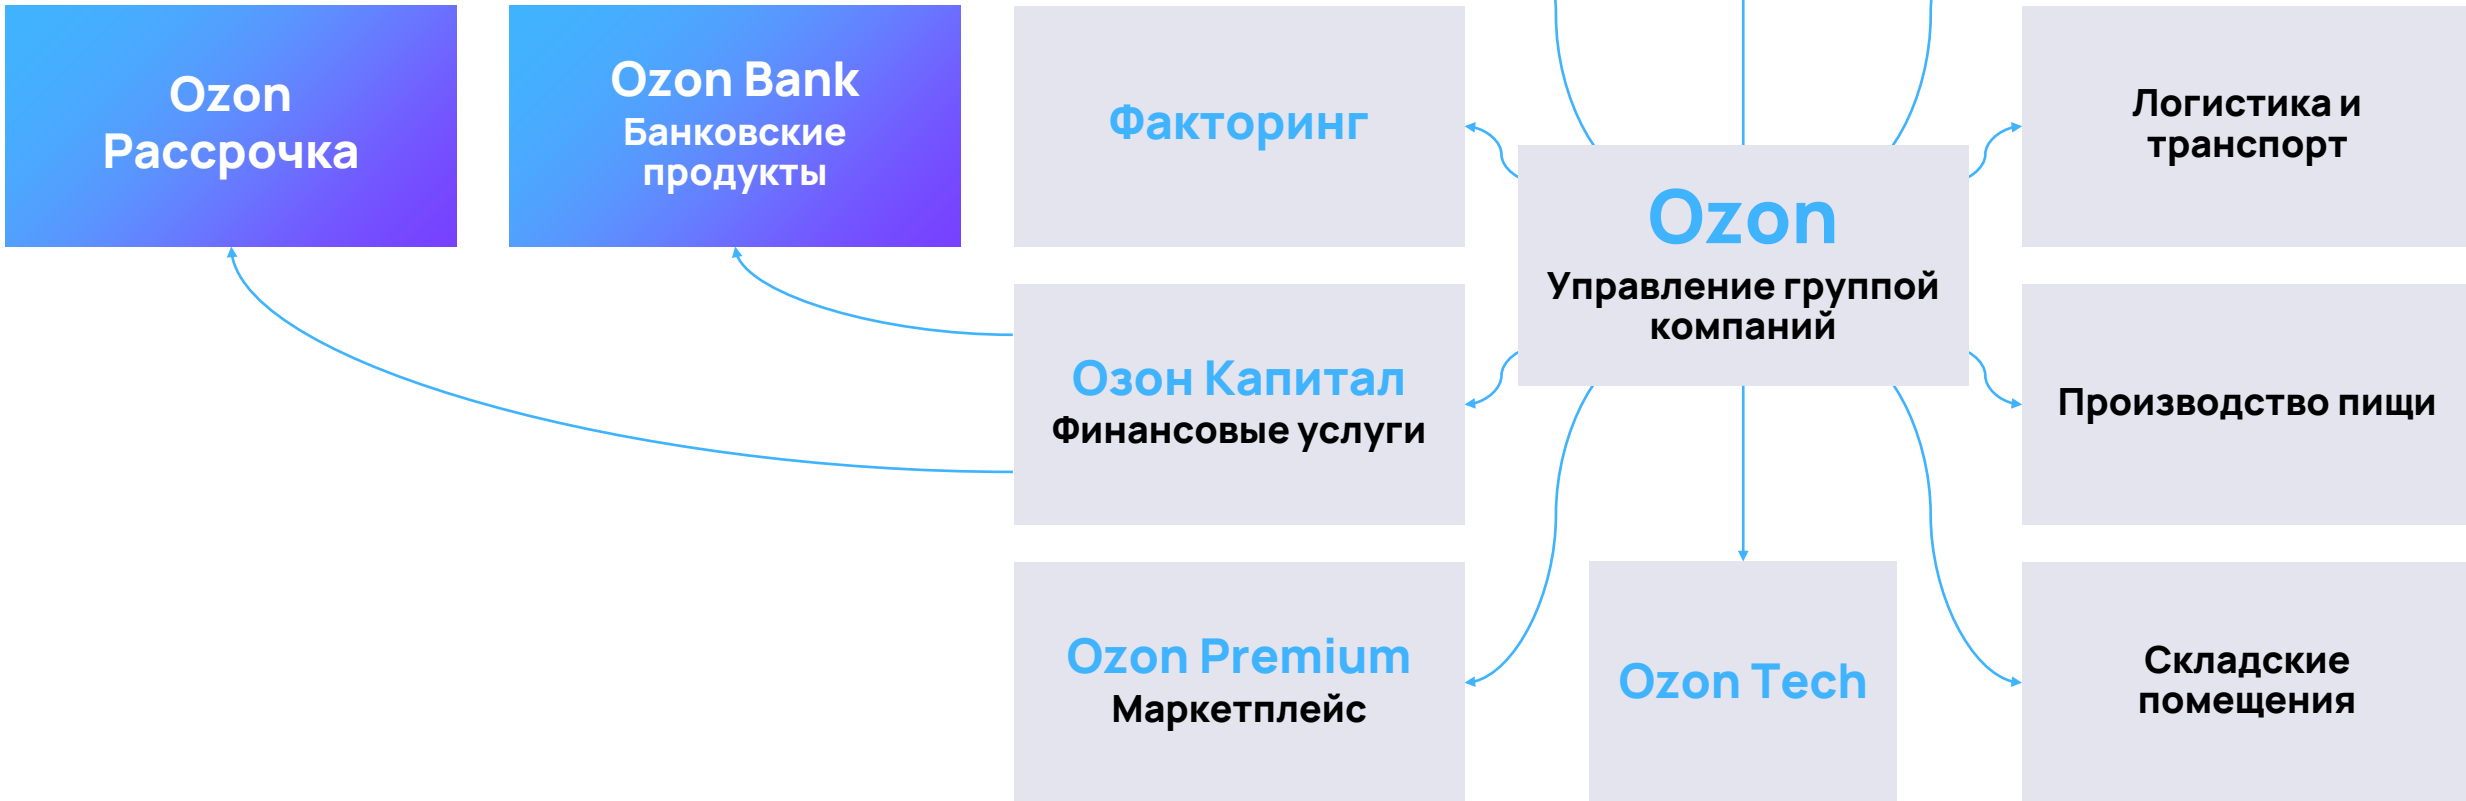 Ozon
Рассрочка
Ozon Bank
Банковские
продукты
Факторинг
Ozon
Управление группой
компаний
Логистика и
транспорт
Озон Капитал
Финансовые услуги
Производство пищи
Ozon Premium
Маркетплейс
Ozon Tech
Складские
помещения